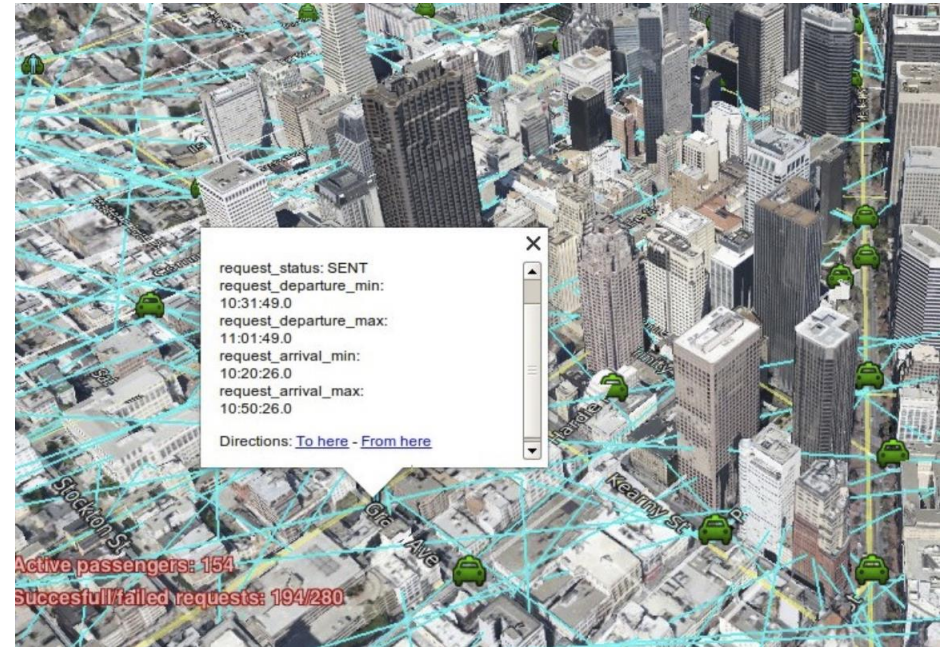 request_status: SENT
request_departure_min:
10:31:49.0
request_departure_max:
11:01:49.0
request_arrival_min:
10:20:26.0
request_arrival_max:
10:50:26.0
Directions: To here - From here
Hardie
Kearny St
Stockton St
Ave
Active passengers: 154
Succesfull/failed requests: 194/280